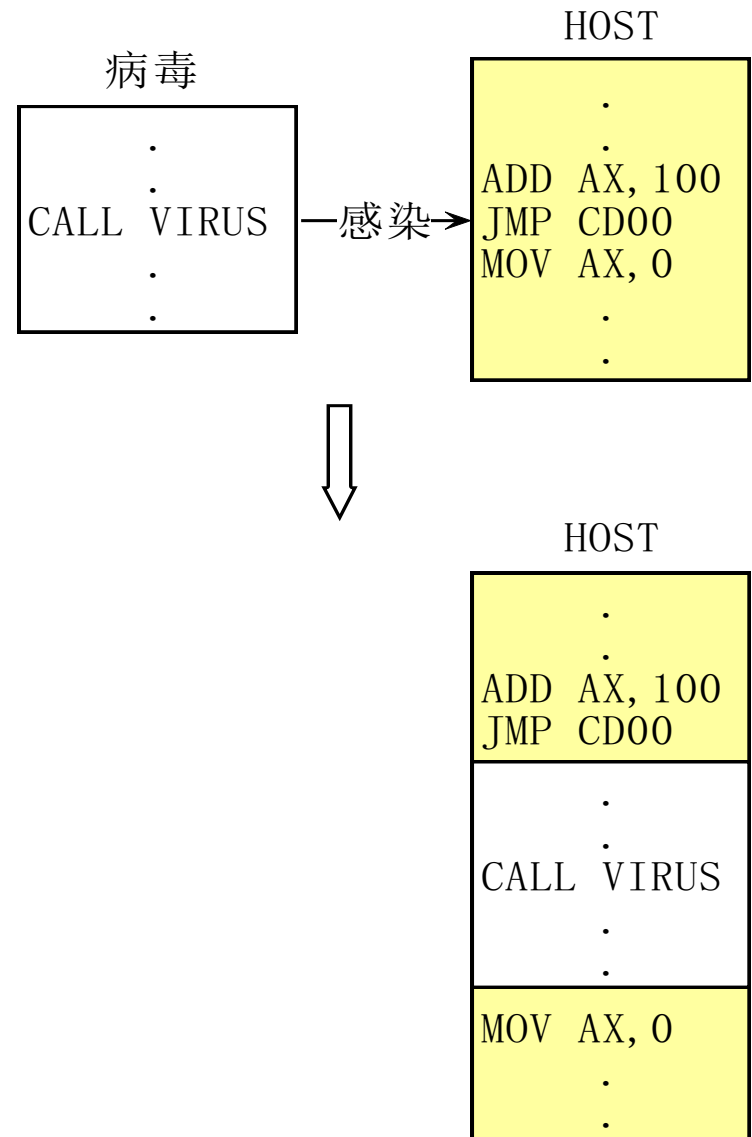 HOST
病毒
.
.
CALL VIRUS
.
.
感染
.
.
ADD AX,100
JMP CD00
MOV AX,0
.
.
HOST
.
.
ADD AX,100
JMP CD00
.
.
CALL VIRUS
.
.
MOV AX,0
.
.